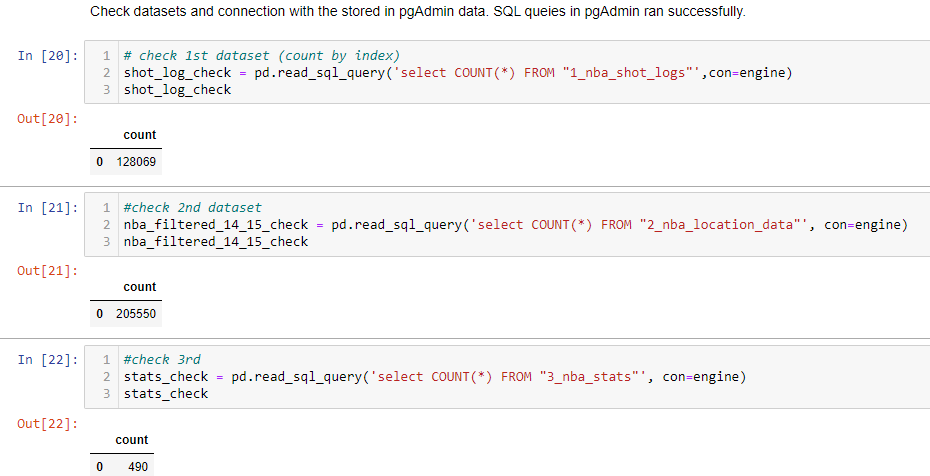 Check datasets and connection with the stored in pgAdmin data. SQL queies in pgAdmin ran successfully.
In [20]:
1 # check 1st dataset (count by index)
2 shot_log_check = pd.read_sql_query('select COUNT(*) FROM "1_nba_shot_logs"',con=engine)
3 shot_log_check
Out[20]:
count
0 128069
In [21]:
1 #check 2nd dataset
2 nba_filtered_14_15_check = pd.read_sql_query('select COUNT(*) FROM "2_nba_location_data"', con=engine)
3 nba_filtered_14_15_check
Out[21]:
count
0 205550
In [22]:
1 #check 3rd
2 stats_check = pd.read_sql_query('select COUNT(*) FROM "3_nba_stats"', con=engine)
3 stats_check
Out[22]:
count
0 490